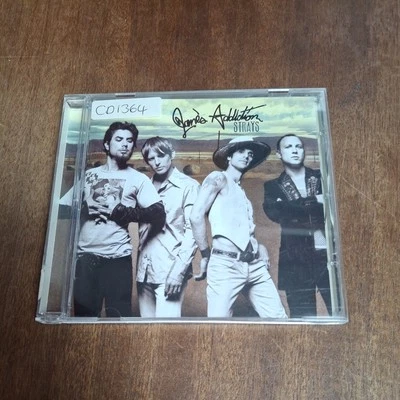 CD1364
Jane's Addiction
STRAYS